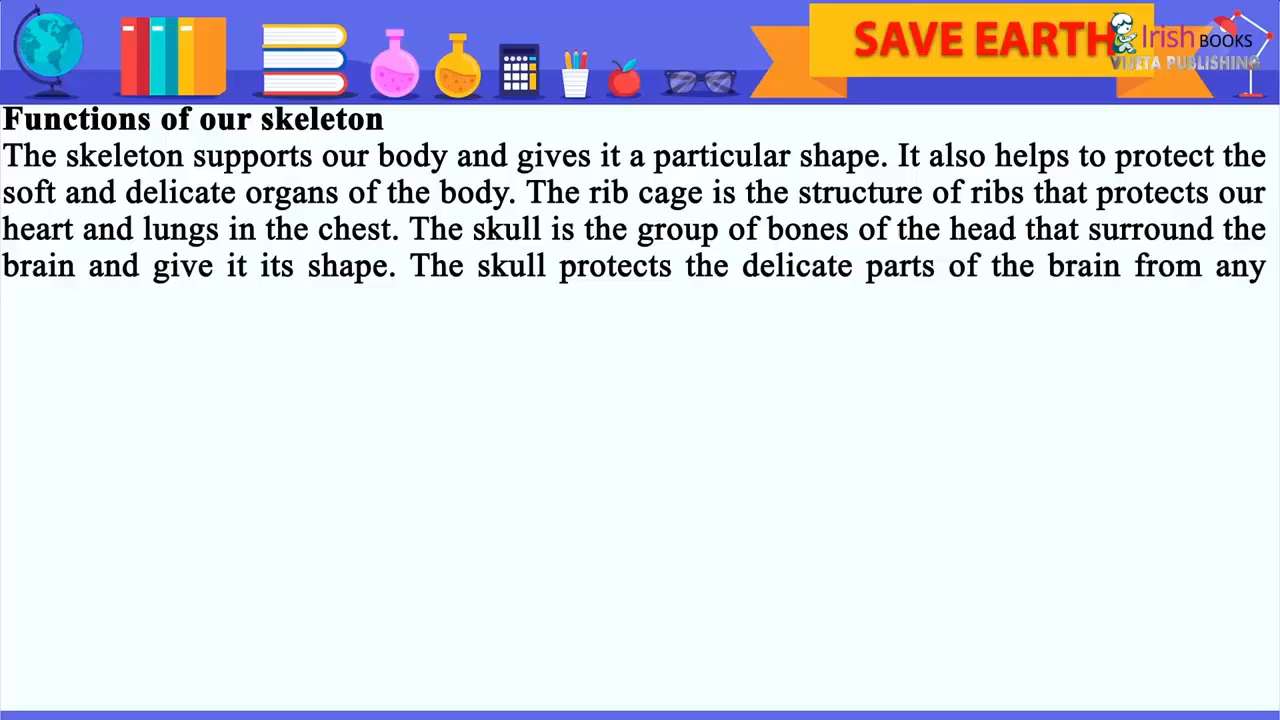 SAVE EARTH
Irish BOOKS
VIJETA PUBLISHING
Functions of our skeleton
The skeleton supports our body and gives it a particular shape. It also helps to protect the
soft and delicate organs of the body. The rib cage is the structure of ribs that protects our
heart and lungs in the chest. The skull is the group of bones of the head that surround the
brain and give it its shape. The skull protects the delicate parts of the brain from any